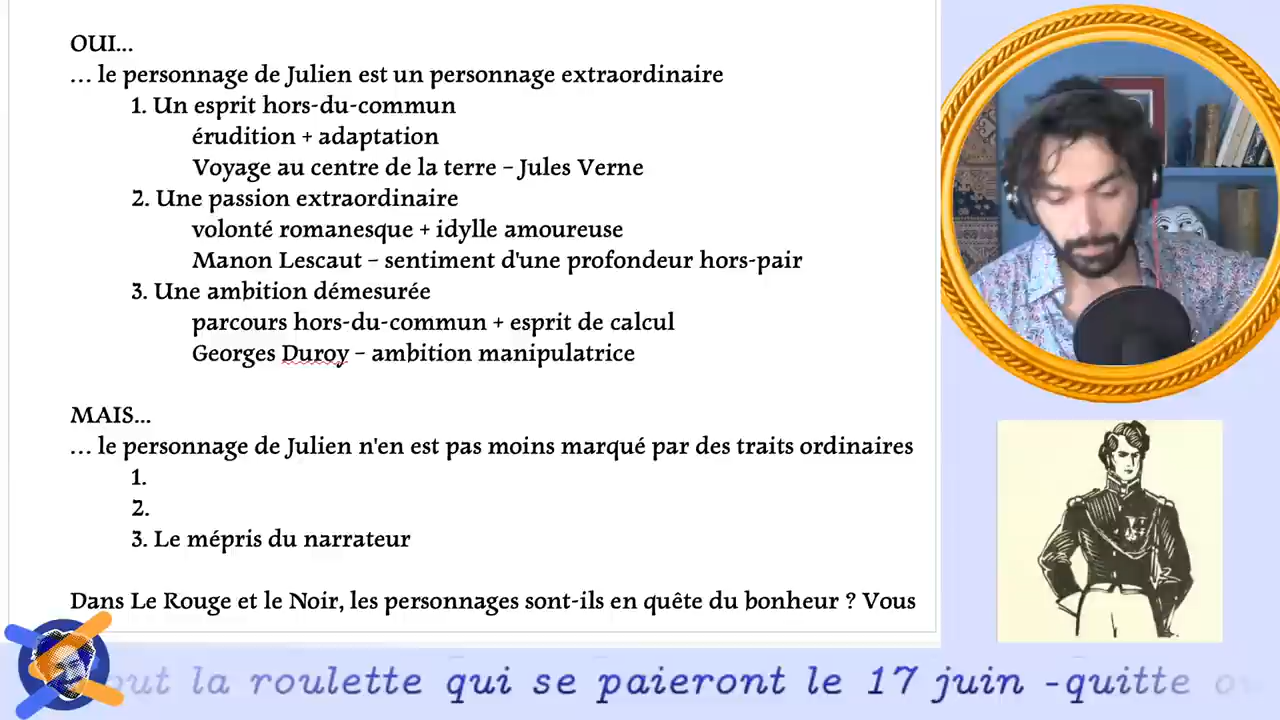 OUI...
... le personnage de Julien est un personnage extraordinaire
1. Un esprit hors-du-commun
érudition + adaptation
Voyage au centre de la terre – Jules Verne
2. Une passion extraordinaire
volonté romanesque + idylle amoureuse
Manon Lescaut – sentiment d'une profondeur hors-pair
3. Une ambition démesurée
parcours hors-du-commun + esprit de calcul
Georges Duroy – ambition manipulatrice
MAIS...
... le personnage de Julien n'en est pas moins marqué par des traits ordinaires
1.
2.
3. Le mépris du narrateur
Dans Le Rouge et le Noir, les personnages sont-ils en quête du bonheur ? Vous
la roulette qui se paieront le 17 juin -quitte